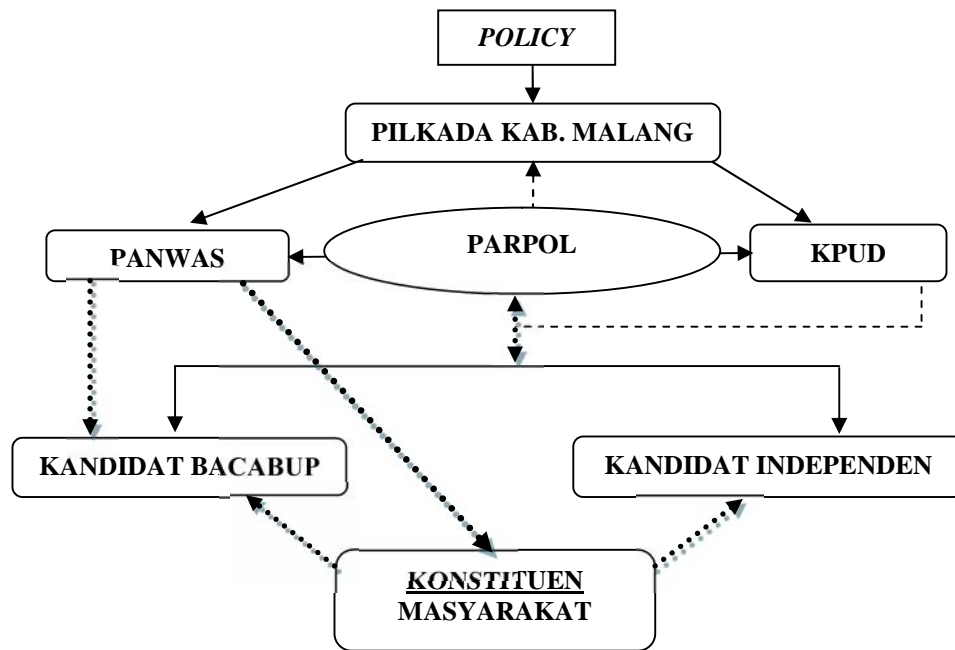 POLICY
PILKADA KAB. MALANG
PARPOL
PANWAS
KPUD
KANDIDAT BACABUP
KANDIDAT INDEPENDEN
KONSTITUEN
MASYARAKAT